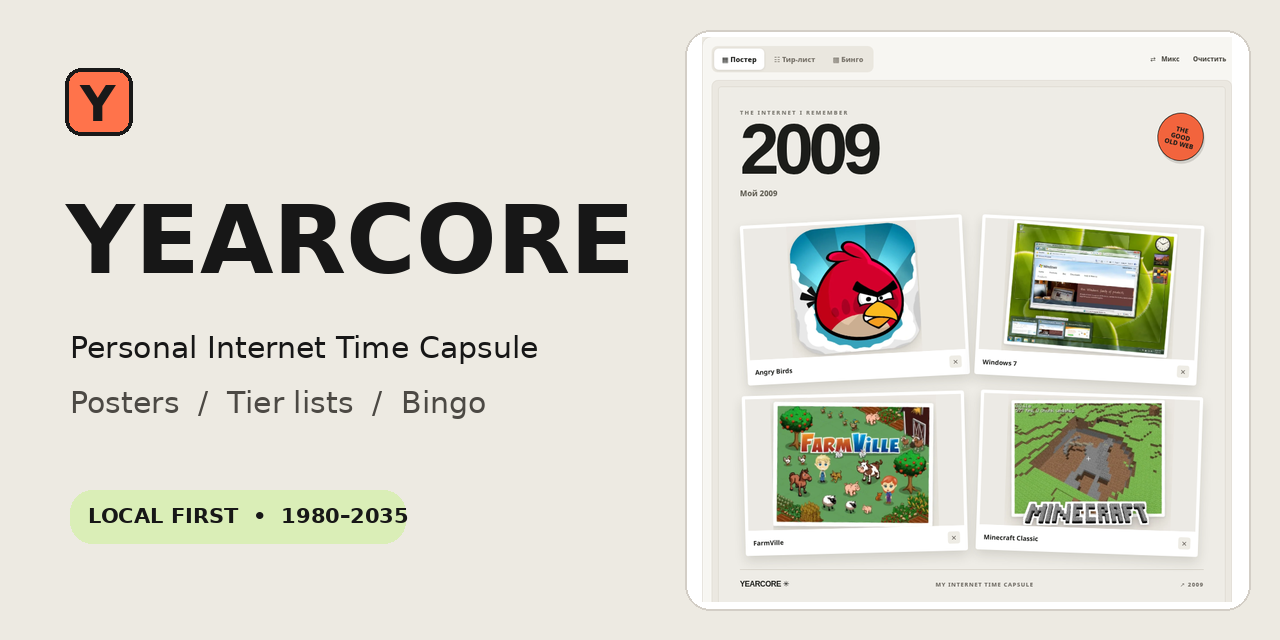 Y
YEARCORE
Personal Internet Time Capsule
Posters / Tier lists / Bingo
LOCAL FIRST • 1980–2035
Постер Тир-лист Бинго
Микс Очистить
THE INTERNET I REMEMBER
2009
Мой 2009
THE
GOOD
OLD WEB
Angry Birds
Windows 7
FARMVILLE
MINECRAFT
FarmVille
Minecraft Classic
YEARCORE ✳
MY INTERNET TIME CAPSULE
↗ 2009